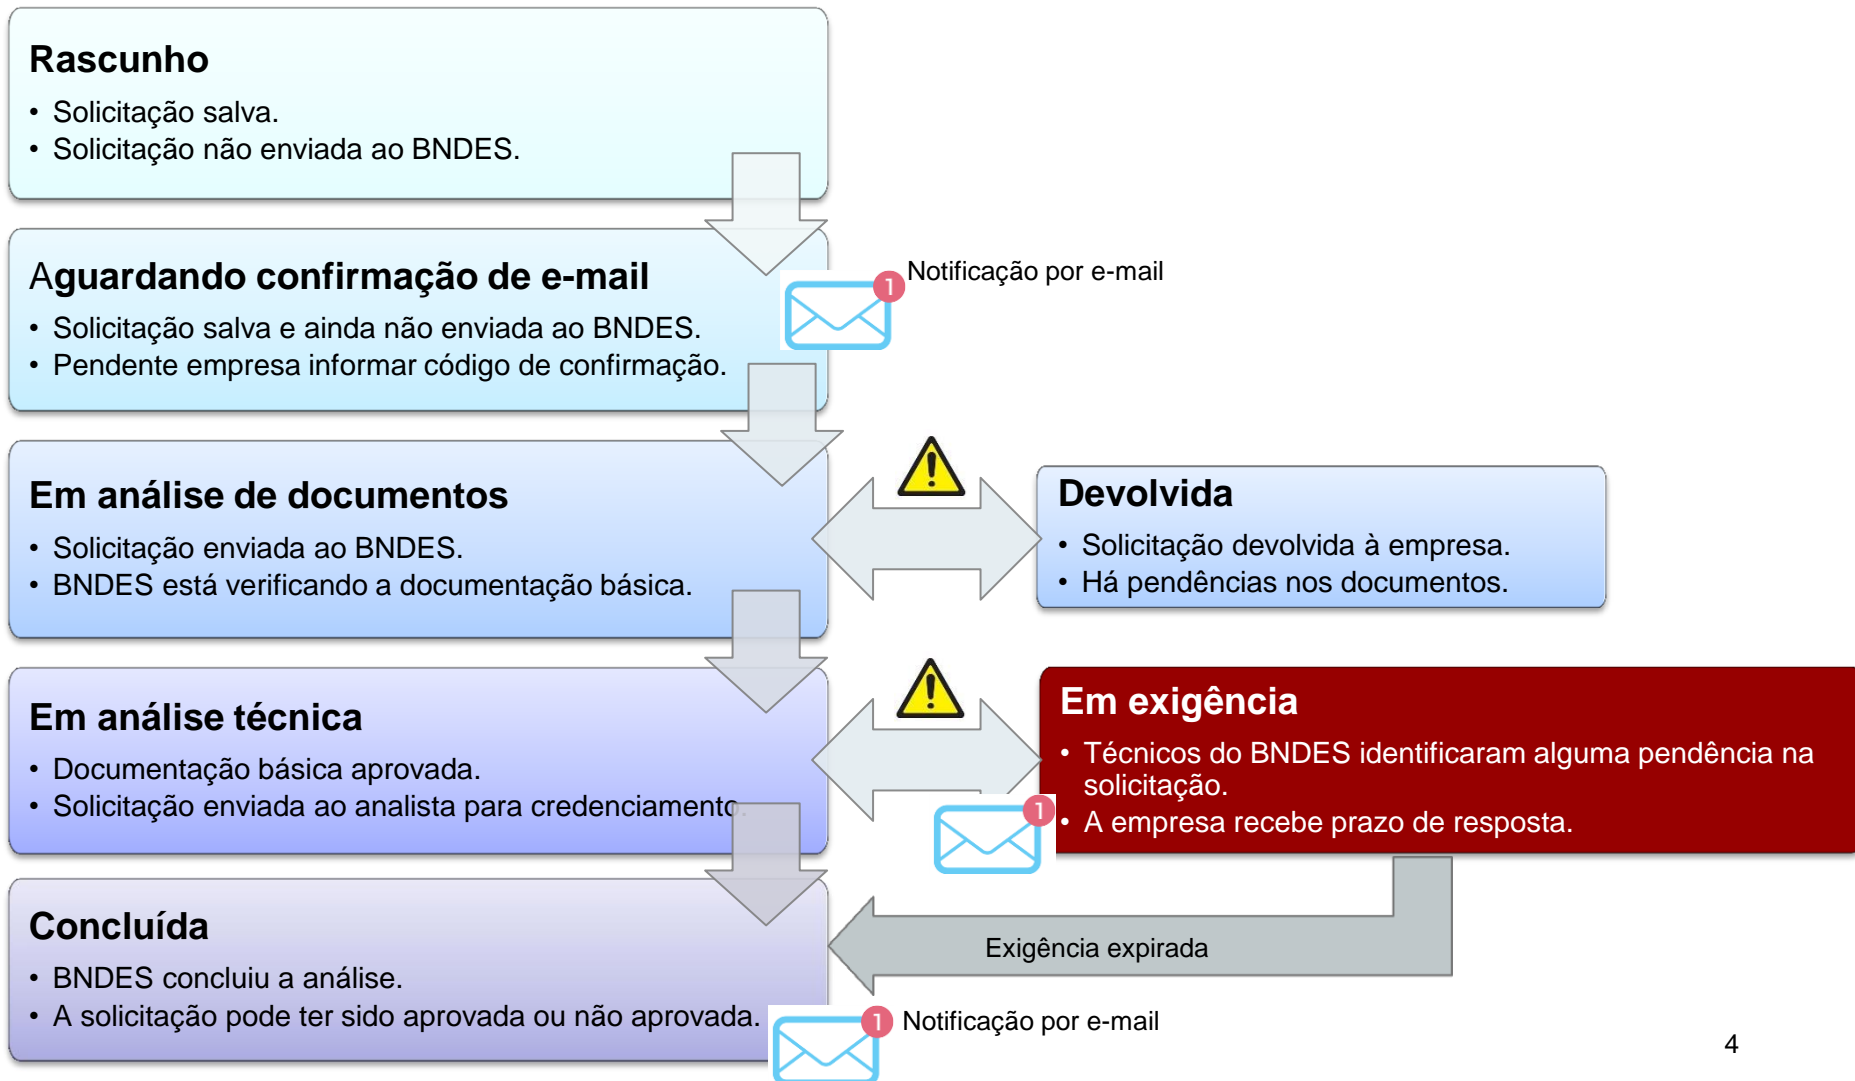 Rascunho
• Solicitação salva.
• Solicitação não enviada ao BNDES.
Aguardando confirmação de e-mail
• Solicitação salva e ainda não enviada ao BNDES.
• Pendente empresa informar código de confirmação.
1
Notificação por e-mail
Em análise de documentos
• Solicitação enviada ao BNDES.
• BNDES está verificando a documentação básica.
!
Devolvida
• Solicitação devolvida à empresa.
• Há pendências nos documentos.
Em análise técnica
• Documentação básica aprovada.
• Solicitação enviada ao analista para credenciamento.
!
Em exigência
• Técnicos do BNDES identificaram alguma pendência na
solicitação.
• A empresa recebe prazo de resposta.
1
Concluída
• BNDES concluiu a análise.
• A solicitação pode ter sido aprovada ou não aprovada.
Exigência expirada
1
Notificação por e-mail
4